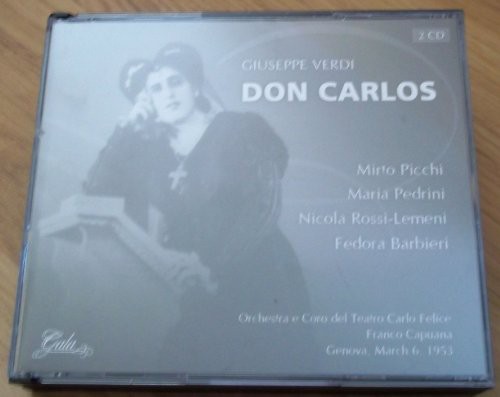 2 CD
GIUSEPPE VERDI
DON CARLOS
Mirto Picchi
Maria Pedrini
Nicola Rossi-Lemeni
Fedora Barbieri
Orchestra e Coro del Teatro Carlo Felice
Franco Capuana
Genova, March 6, 1953
Gala